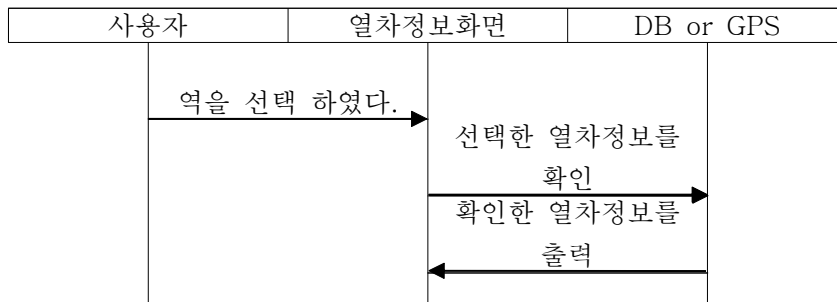 사용자 열차정보화면 DB or GPS
역을 선택 하였다.
선택한 열차정보를
확인
확인한 열차정보를
출력